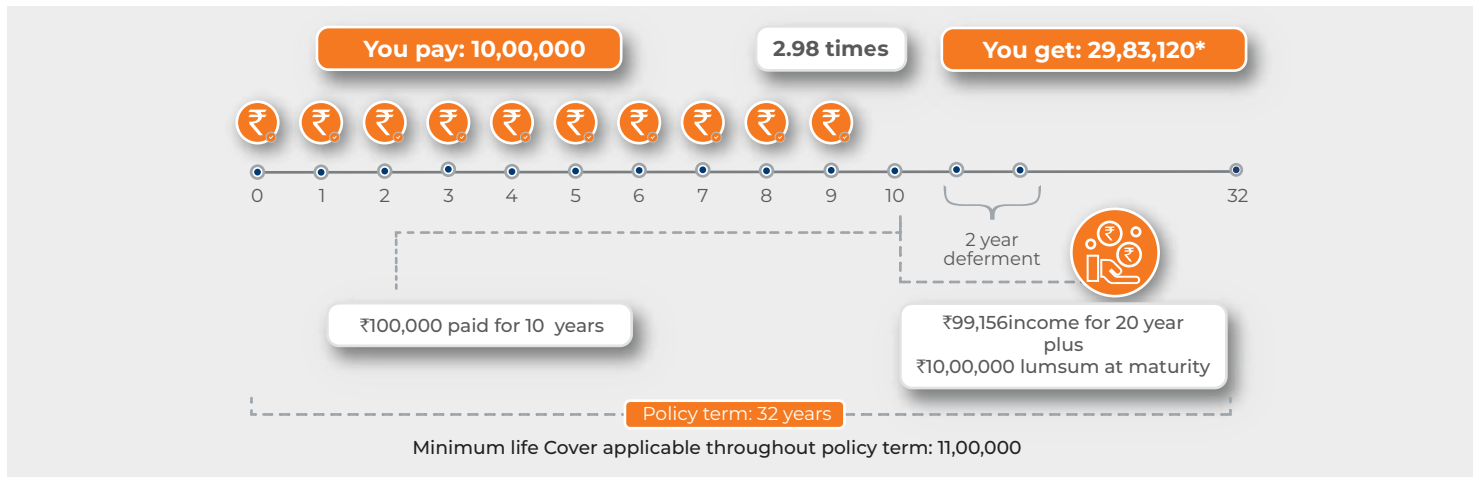 You pay: 10,00,000
2.98 times
You get: 29,83,120*
₹ ₹ ₹ ₹ ₹ ₹ ₹ ₹ ₹ ₹
0 1 2 3 4 5 6 7 8 9 10 32
2 year
deferment
₹
₹
₹100,000 paid for 10 years
₹99,156income for 20 year
plus
₹10,00,000 lumsum at maturity
Policy term: 32 years
Minimum life Cover applicable throughout policy term: 11,00,000